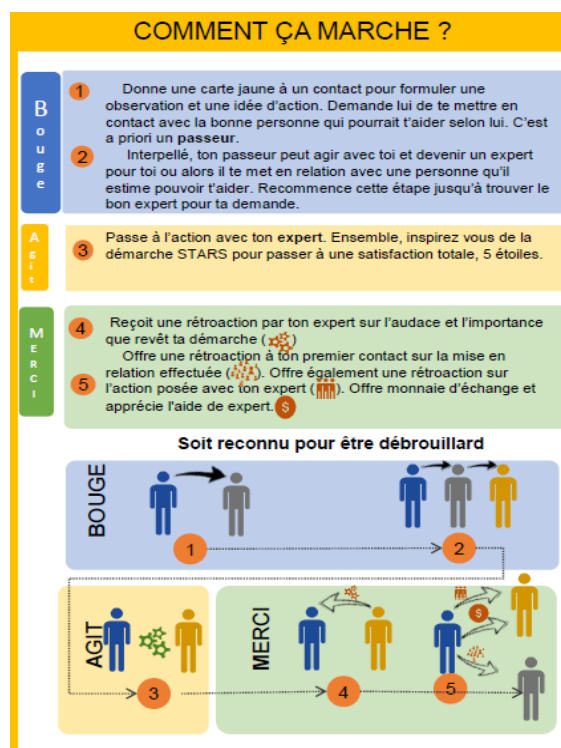 COMMENT ÇA MARCHE ?
Bouge
1 Donne une carte jaune à un contact pour formuler une
observation et une idée d'action. Demande lui de te mettre en
contact avec la bonne personne qui pourrait t'aider selon lui. C'est
a priori un passeur.
2 Interpellé, ton passeur peut agir avec toi et devenir un expert
pour toi ou alors il te met en relation avec une personne qu'il
estime pouvoir t'aider. Recommence cette étape jusqu'à trouver le
bon expert pour ta demande.
Agit
3 Passe à l'action avec ton expert. Ensemble, inspirez vous de la
démarche STARS pour passer à une satisfaction totale, 5 étoiles.
MERCI
4 Reçoit une rétroaction par ton expert sur l'audace et l'importance
que revêt ta démarche ( )
5 Offre une rétroaction à ton premier contact sur la mise en
relation effectuée ( ). Offre également une rétroaction sur
l'action posée avec ton expert ( ). Offre monnaie d'échange et
apprécie l'aide de expert. $
Soit reconnu pour être débrouillard
BOUGE
1 2
AGIT
3
MERCI
4 $ 5